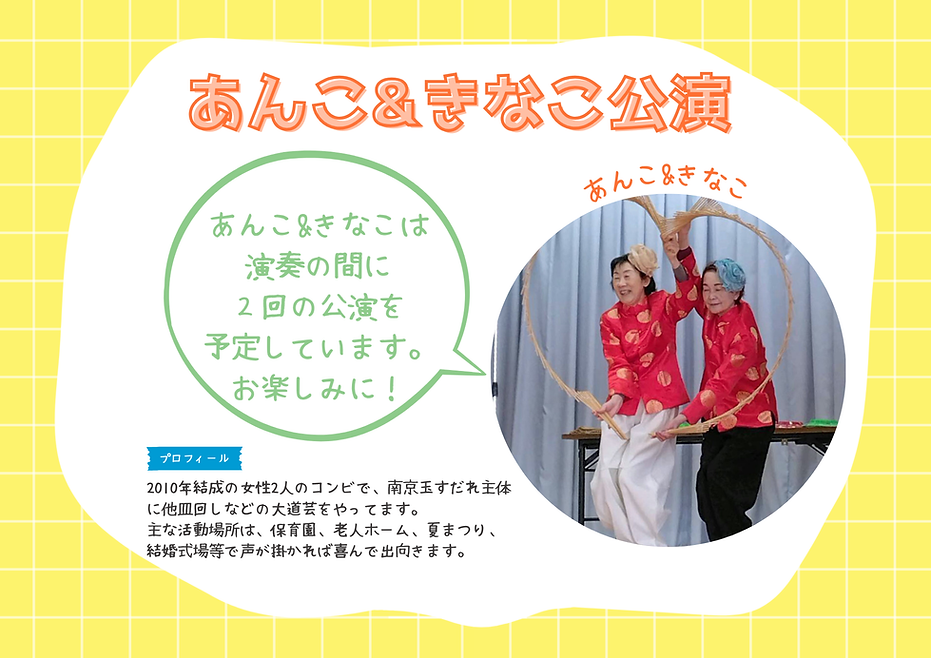 あんこ&きなこ公演
あんこ&きなこ
あんこ&きなこは
演奏の間に
２回の公演を
予定しています。
お楽しみに！
プロフィール
2010年結成の女性2人のコンビで、南京玉すだれ主体
に他皿回しなどの大道芸をやってます。
主な活動場所は、保育園、老人ホーム、夏まつり、
結婚式場等で声が掛かれば喜んで出向きます。